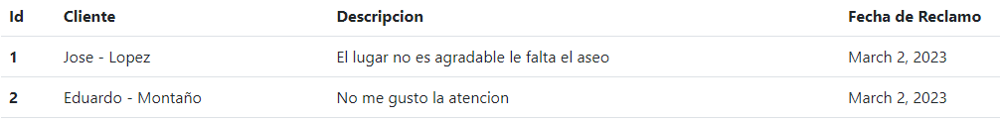 Id Cliente Descripcion Fecha de Reclamo
1 Jose - Lopez El lugar no es agradable le falta el aseo March 2, 2023
2 Eduardo - Montaño No me gusto la atencion March 2, 2023